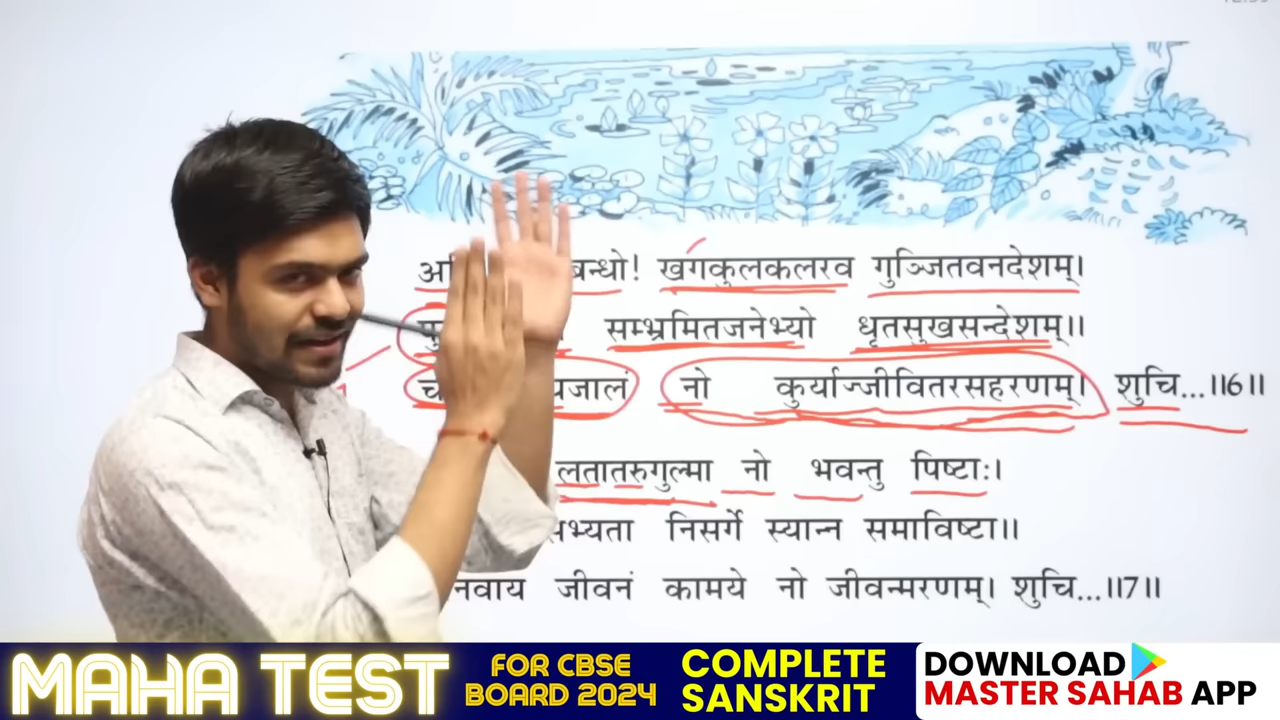 बन्धो! खगकुलकलरव गुञ्जितवनदेशम्।
सम्भ्रमितजनेभ्यो धृतसुखसन्देशम्॥
नो कुर्याज्जीवितरसहरणम्। शुचि...॥6॥
लतातरुगुल्मा नो भवन्तु पिष्टाः।
सभ्यता निसर्गे स्यान्न समाविष्टा॥
जीवनं कामये नो जीवन्मरणम्। शुचि...॥7॥
MAHA TEST
FOR CBSE
BOARD 2024
COMPLETE
SANSKRIT
DOWNLOAD
MASTER SAHAB APP